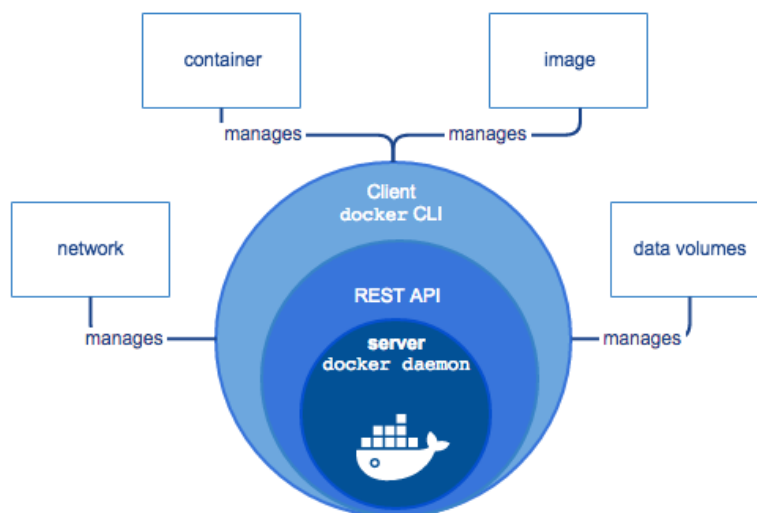 container
image
manages
manages
Client
docker CLI
network
data volumes
REST API
manages
server
manages
docker daemon